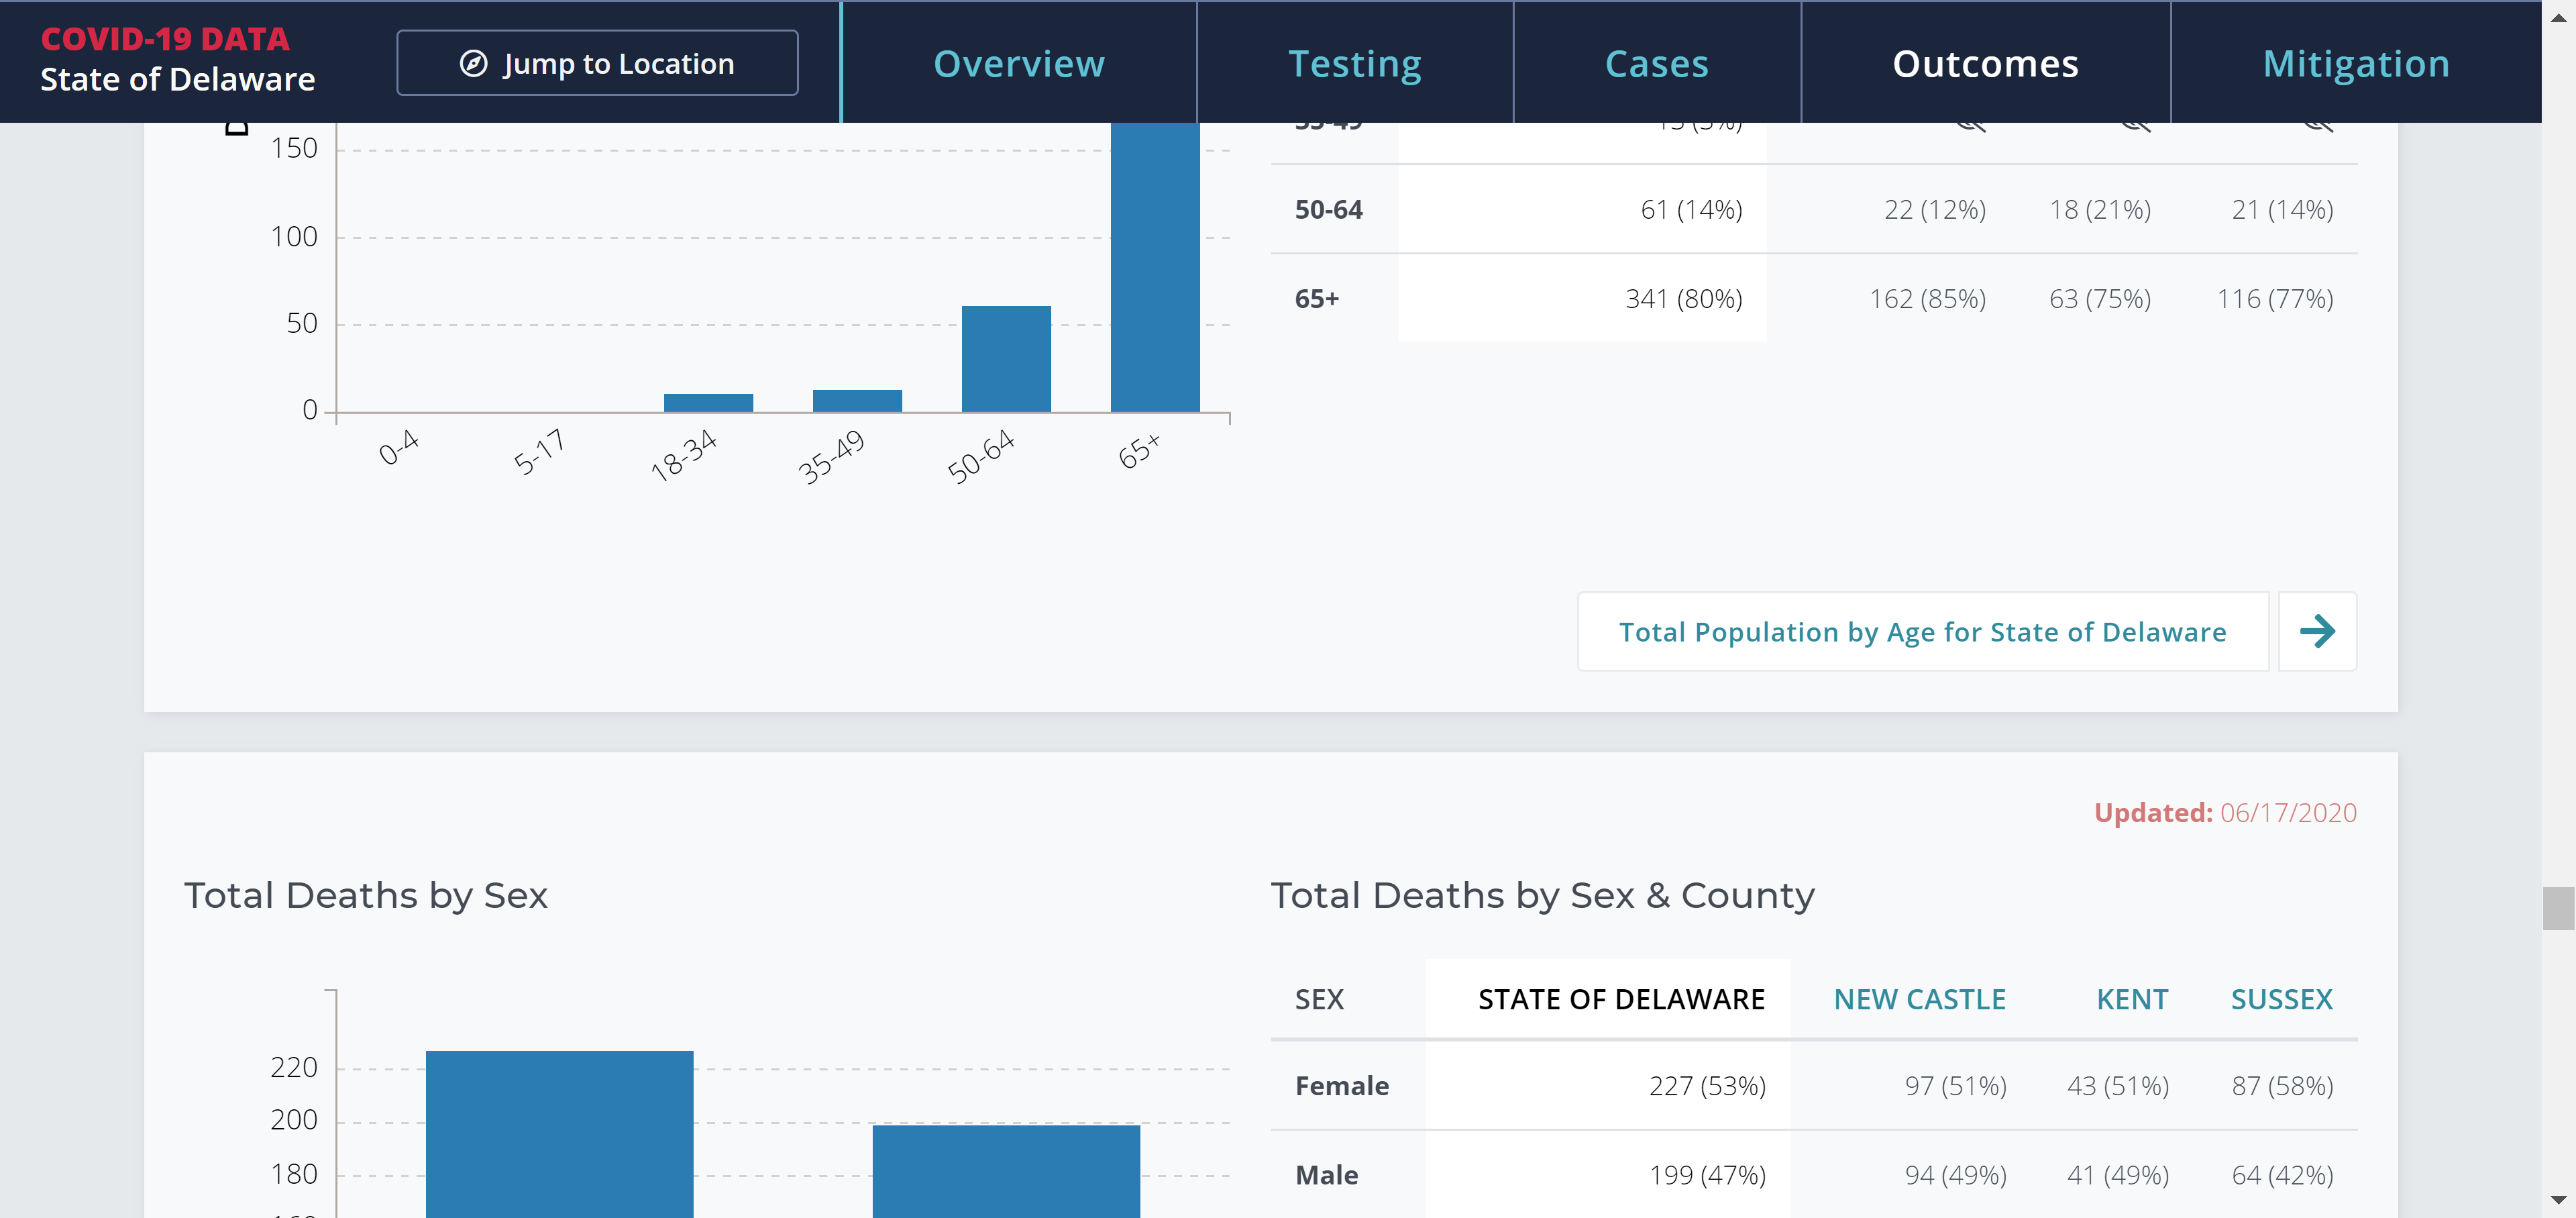 COVID-19 DATA
State of Delaware
Jump to Location
Overview
Testing
Cases
Outcomes
Mitigation
150
100
50
0
0-4
5-17
18-34
35-49
50-64
65+
35-49 13 (3%)
50-64 61 (14%) 22 (12%) 18 (21%) 21 (14%)
65+ 341 (80%) 162 (85%) 63 (75%) 116 (77%)
Total Population by Age for State of Delaware
Updated: 06/17/2020
Total Deaths by Sex
220
200
180
Total Deaths by Sex & County
SEX STATE OF DELAWARE NEW CASTLE KENT SUSSEX
Female 227 (53%) 97 (51%) 43 (51%) 87 (58%)
Male 199 (47%) 94 (49%) 41 (49%) 64 (42%)